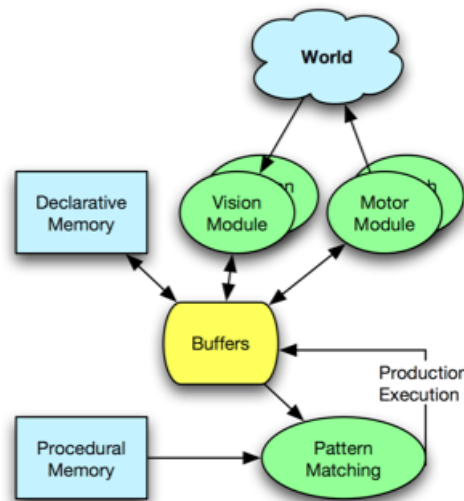 World
Declarative
Memory
Vision
Module
Motor
Module
Buffers
Production
Execution
Procedural
Memory
Pattern
Matching